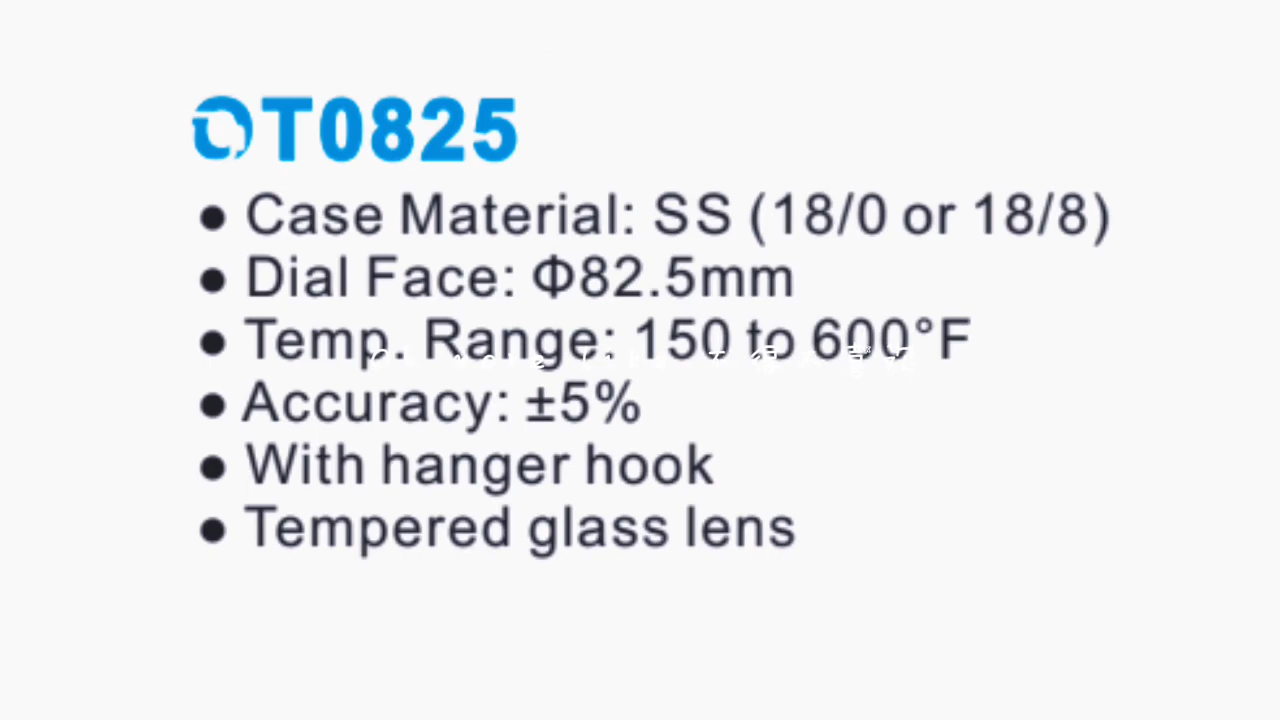 OT0825
● Case Material: SS (18/0 or 18/8)
● Dial Face: Φ82.5mm
● Temp. Range: 150 to 600°F
● Accuracy: ±5%
● With hanger hook
● Tempered glass lens